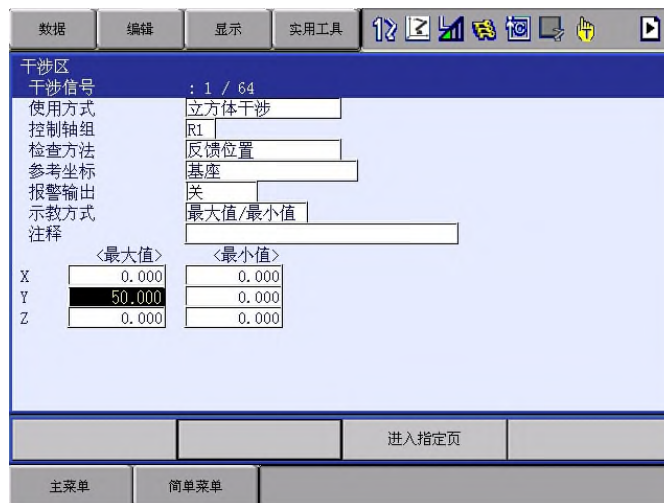 数据 编辑 显示 实用工具
干涉区
干涉信号 : 1 / 64
使用方式 立方体干涉
控制轴组 R1
检查方法 反馈位置
参考坐标 基座
报警输出 关
示教方式 最大值/最小值
注释
<最大值> <最小值>
X 0.000 0.000
Y 50.000 0.000
Z 0.000 0.000
进入指定页
主菜单 简单菜单